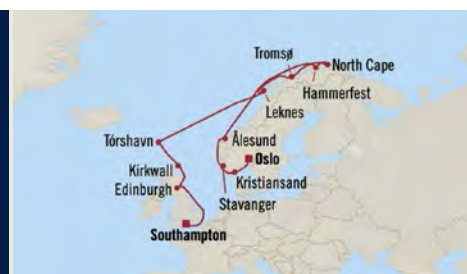 Tromsø
North Cape
Hammerfest
Leknes
Tórshavn
Ålesund
Oslo
Kirkwall
Kristiansand
Edinburgh
Stavanger
Southampton